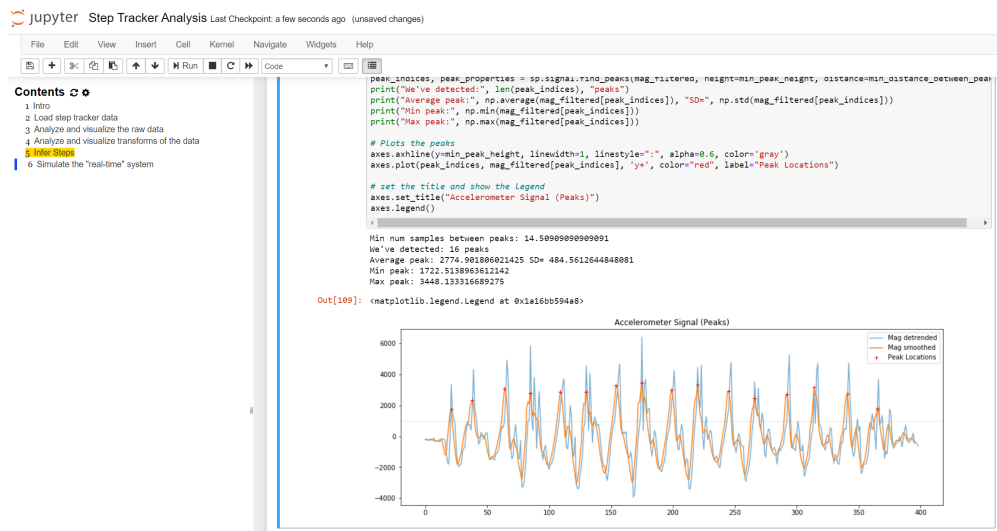 jupyter Step Tracker Analysis Last Checkpoint: a few seconds ago (unsaved changes)
File Edit View Insert Cell Kernel Navigate Widgets Help
Run Code
Contents
1 Intro
2 Load step tracker data
3 Analyze and visualize the raw data
4 Analyze and visualize transforms of the data
5 Infer Steps
6 Simulate the "real-time" system
peak_indices, peak_properties = sp.signal.find_peaks(mag_filtered, height=min_peak_height, distance=min_distance_between_peak
print("We've detected:", len(peak_indices), "peaks")
print("Average peak:", np.average(mag_filtered[peak_indices]), "SD=", np.std(mag_filtered[peak_indices]))
print("Min peak:", np.min(mag_filtered[peak_indices]))
print("Max peak:", np.max(mag_filtered[peak_indices]))
# Plots the peaks
axes.axhline(y=min_peak_height, linewidth=1, linestyle=":", alpha=0.6, color='gray')
axes.plot(peak_indices, mag_filtered[peak_indices], 'y+', color="red", label="Peak Locations")
# set the title and show the legend
axes.set_title("Accelerometer Signal (Peaks)")
axes.legend()
Min num samples between peaks: 14.50909090909091
We've detected: 16 peaks
Average peak: 2774.901806021425 SD= 484.5612644848081
Min peak: 1722.5138963612142
Max peak: 3448.133316689275
Out[109]: <matplotlib.legend.Legend at 0x1a16bb594a8>
Accelerometer Signal (Peaks)
Mag detrended
Mag smoothed
Peak Locations
6000
4000
2000
0
−2000
−4000
0 50 100 150 200 250 300 350 400